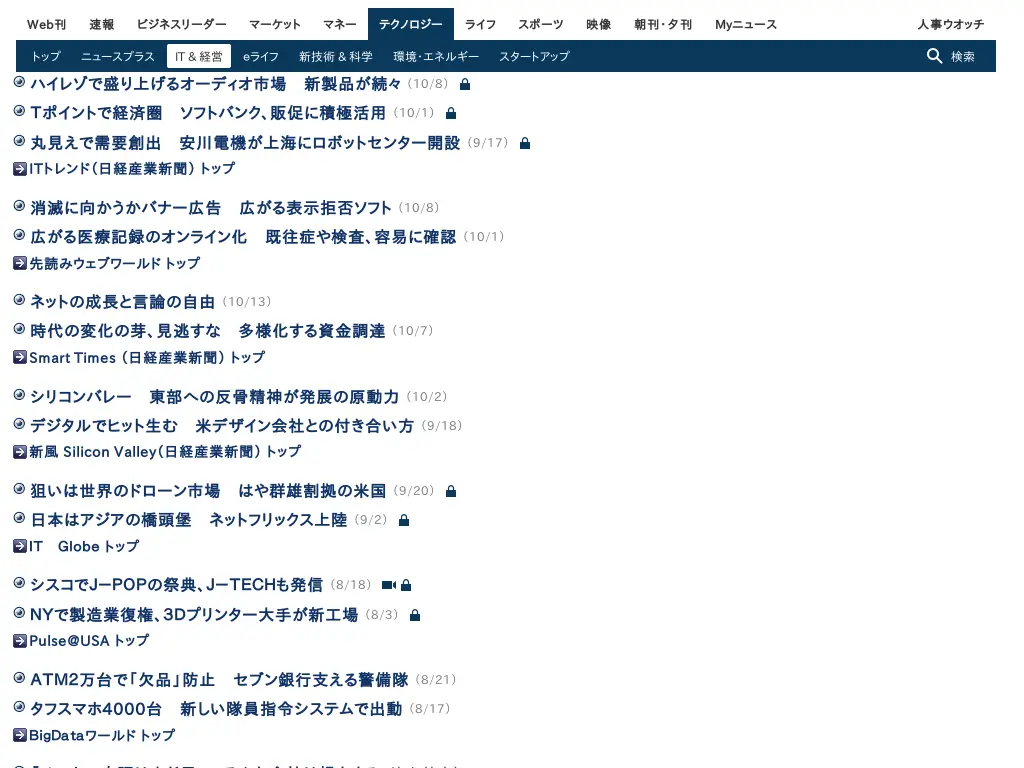 Web刊 速報 ビジネスリーダー マーケット マネー テクノロジー ライフ スポーツ 映像 朝刊・夕刊 Myニュース 人事ウオッチ
トップ ニュースプラス IT & 経営 eライフ 新技術 & 科学 環境・エネルギー スタートアップ 検索
ハイレゾで盛り上げるオーディオ市場　新製品が続々 (10/8)
Tポイントで経済圏　ソフトバンク、販促に積極活用 (10/1)
丸見えで需要創出　安川電機が上海にロボットセンター開設 (9/17)
ITトレンド（日経産業新聞） トップ
消滅に向かうかバナー広告　広がる表示拒否ソフト (10/8)
広がる医療記録のオンライン化　既往症や検査、容易に確認 (10/1)
先読みウェブワールド トップ
ネットの成長と言論の自由 (10/13)
時代の変化の芽、見逃すな　多様化する資金調達 (10/7)
Smart Times （日経産業新聞） トップ
シリコンバレー　東部への反骨精神が発展の原動力 (10/2)
デジタルでヒット生む　米デザイン会社との付き合い方 (9/18)
新風 Silicon Valley（日経産業新聞） トップ
狙いは世界のドローン市場　はや群雄割拠の米国 (9/20)
日本はアジアの橋頭堡　ネットフリックス上陸 (9/2)
IT　Globe トップ
シスコでJ－POPの祭典、J－TECHも発信 (8/18)
NYで製造業復権、3Dプリンター大手が新工場 (8/3)
Pulse@USA トップ
ATM2万台で「欠品」防止　セブン銀行支える警備隊 (8/21)
タフスマホ4000台　新しい隊員指令システムで出動 (8/17)
BigDataワールド トップ